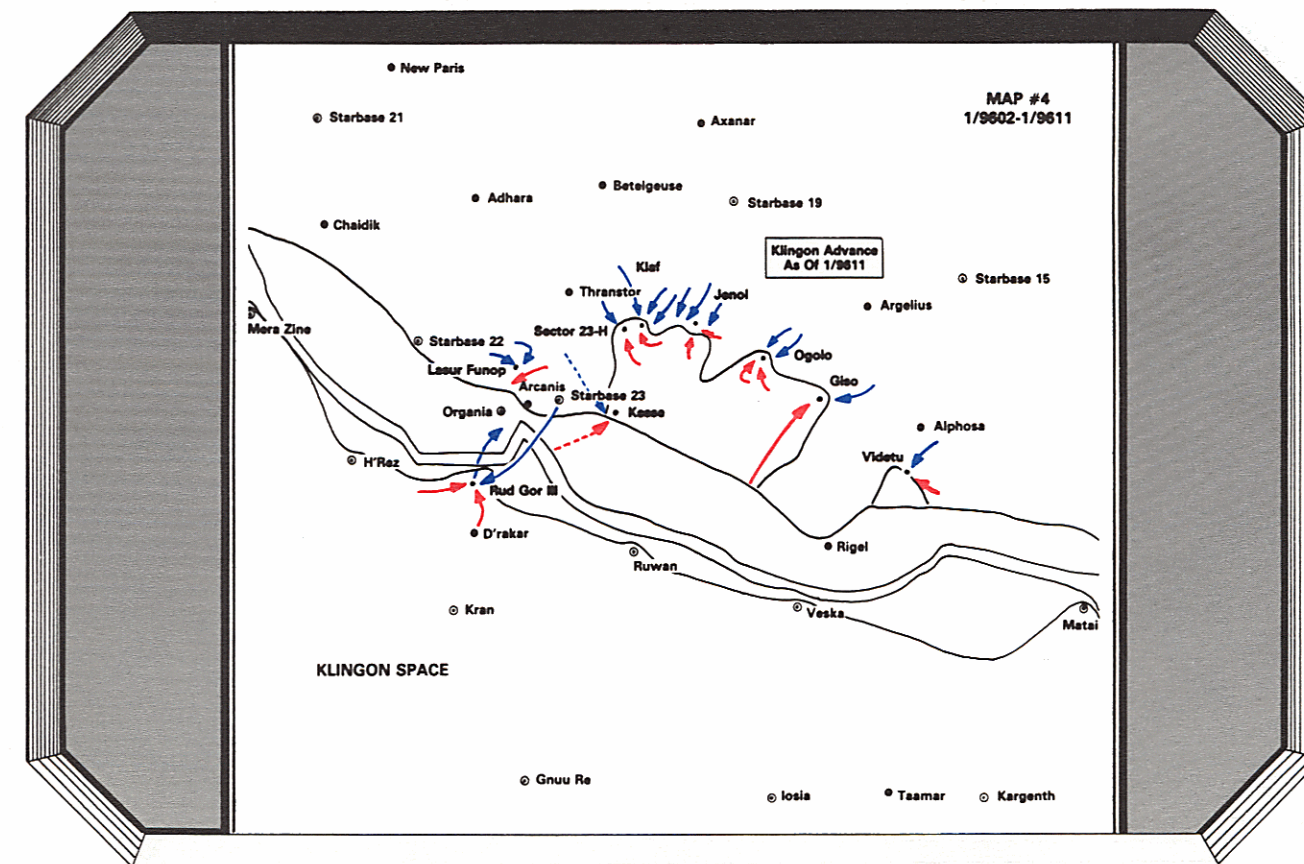 New Paris
MAP #4
1/9602-1/9611
Starbase 21
Axanar
Betelgeuse
Adhara
Starbase 19
Chaidik
Klingon Advance
As Of 1/9611
Klaf
Starbase 15
Thranstor
Jenol
Argelius
Mera Zine
Sector 23-H
Starbase 22
Ogolo
Lasur Funop
Giso
Arcanis
Starbase 23
Organia
Kesse
Alphosa
Videtu
H'Rez
Rud Gor III
D'rakar
Rigel
Ruwan
Kran
Veska
Matai
KLINGON SPACE
Gnuu Re
Iosia
Taamar
Kargenth